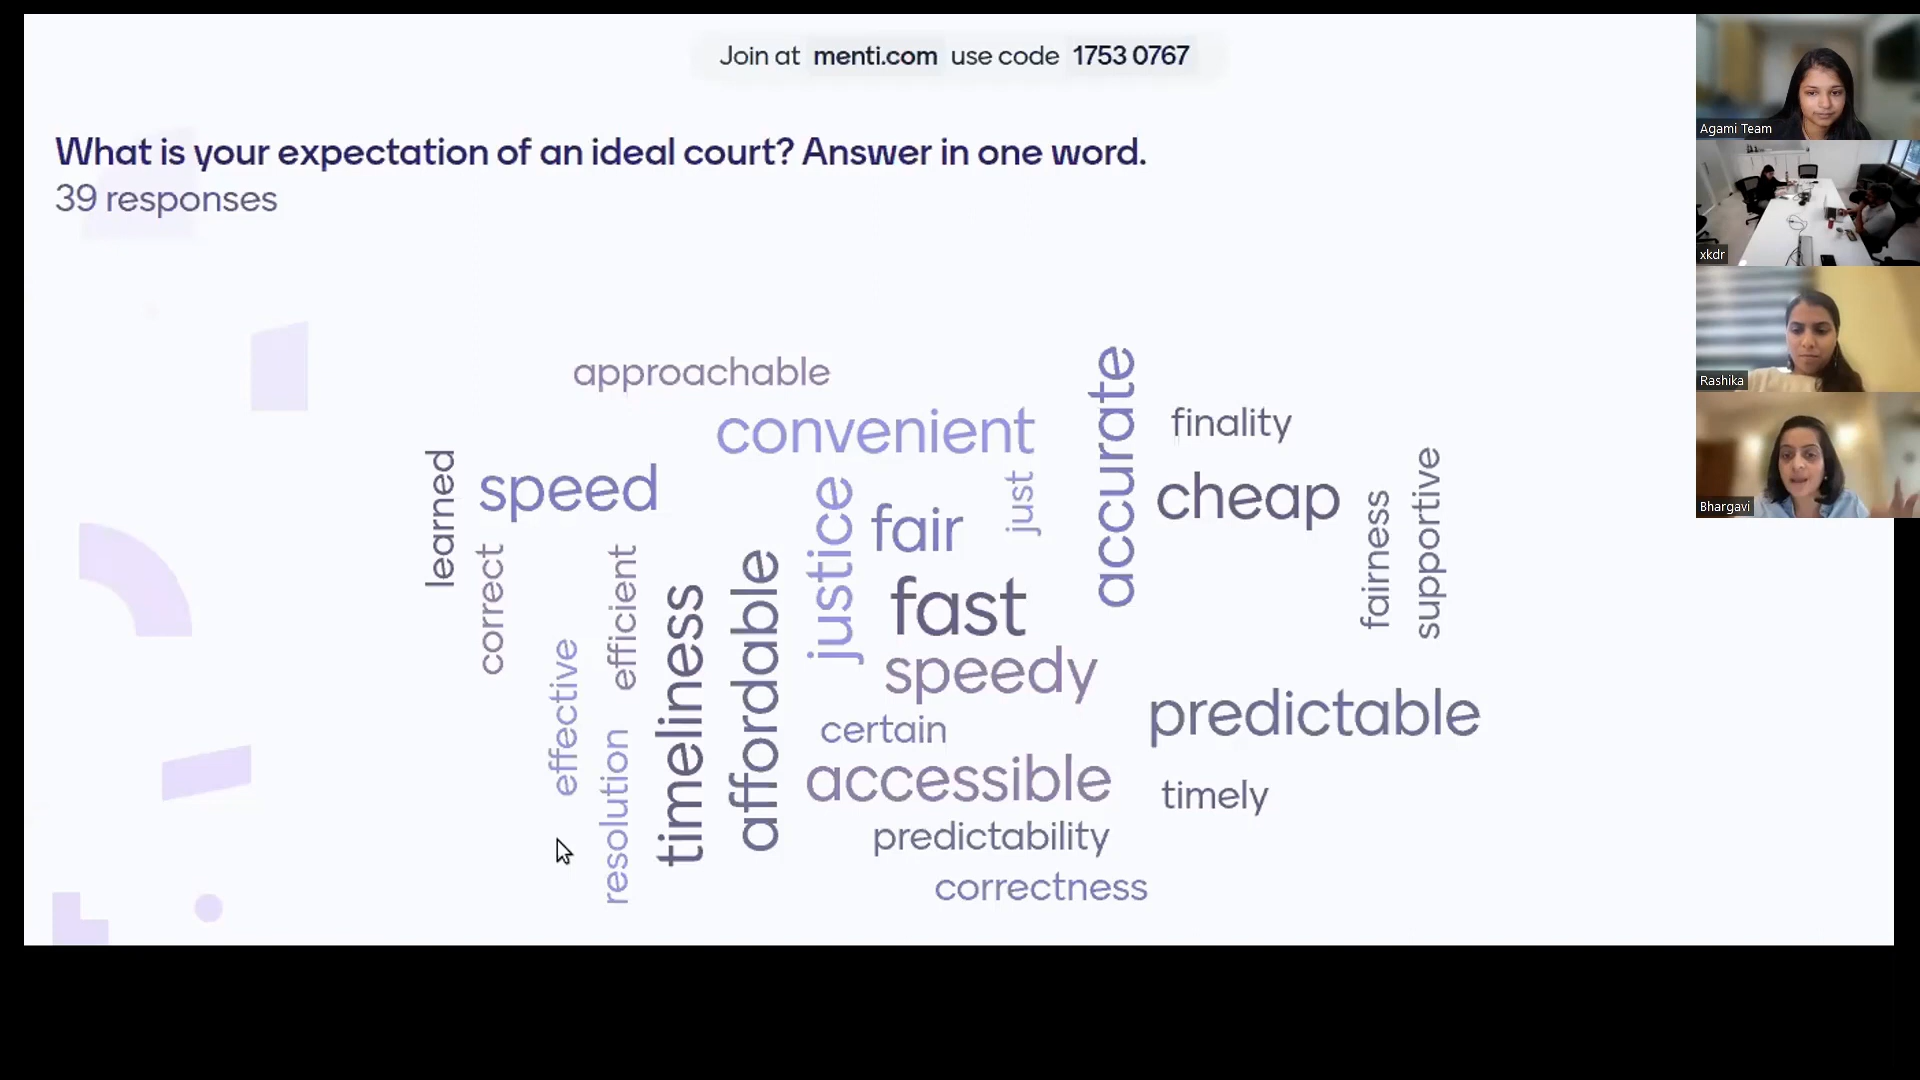 Join at menti.com use code 1753 0767
What is your expectation of an ideal court? Answer in one word.
39 responses
approachable
convenient
accurate
finality
learned
speed
justice
fair
just
cheap
fairness
supportive
correct
efficient
timeliness
affordable
fast
speedy
effective
resolution
certain
predictable
accessible
timely
predictability
correctness
Agami Team
xkdr
Rashika
Bhargavi